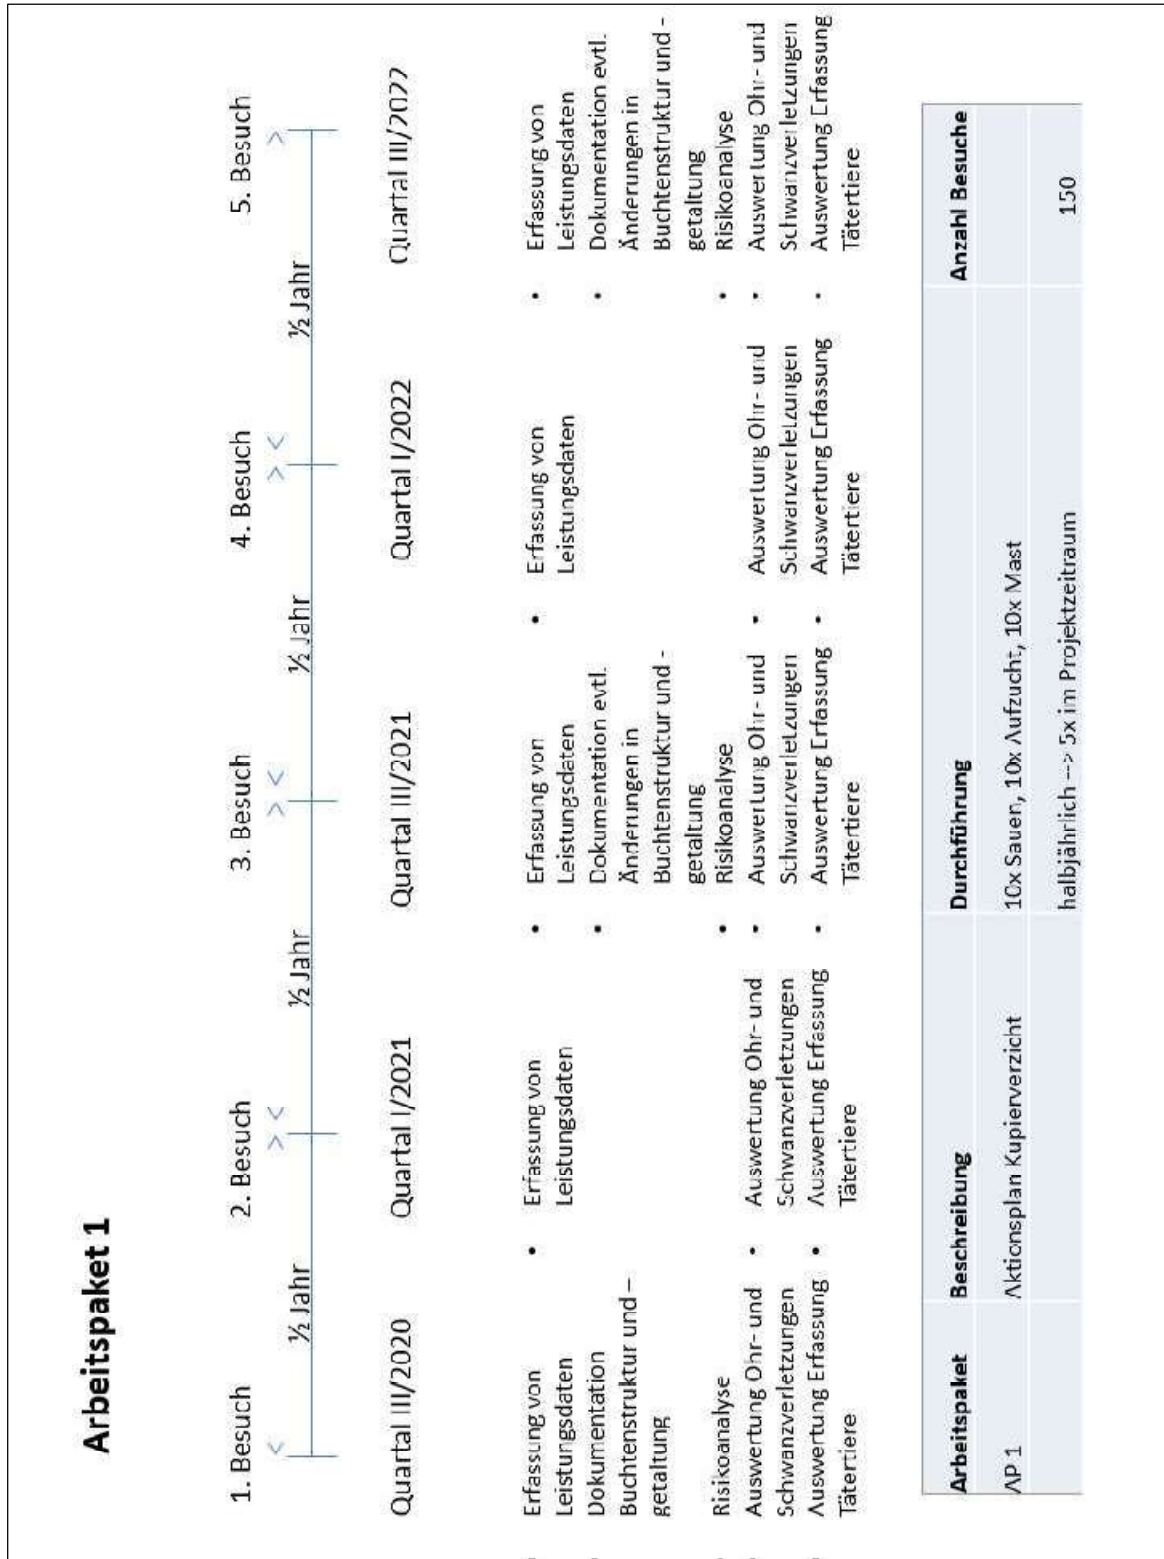 Arbeitspaket 1
1. Besuch
2. Besuch
3. Besuch
4. Besuch
5. Besuch
½ Jahr
½ Jahr
½ Jahr
½ Jahr
Quartal III/2020
Quartal I/2021
Quartal III/2021
Quartal I/2022
Quartal III/2022
Erfassung von
Leistungsdaten
Dokumentation
Buchtenstruktur und –
getaltung
Risikoanalyse
Auswertung Ohr- und
Schwanzverletzungen
Auswertung Erfassung
Tätertiere
• Erfassung von
Leistungsdaten
• Auswertung Ohr- und
Schwanzverletzungen
• Auswertung Erfassung
Tätertiere
• Erfassung von
Leistungsdaten
• Dokumentation evtl.
Änderungen in
Buchtenstruktur und -
getaltung
• Risikoanalyse
• Auswertung Ohr- und
Schwanzverletzungen
• Auswertung Erfassung
Tätertiere
• Erfassung von
Leistungsdaten
• Auswertung Ohr- und
Schwanzverletzungen
• Auswertung Erfassung
Tätertiere
• Erfassung von
Leistungsdaten
• Dokumentation evtl.
Änderungen in
Buchtenstruktur und -
getaltung
• Risikoanalyse
• Auswertung Ohr- und
Schwanzverletzungen
• Auswertung Erfassung
Tätertiere
Arbeitspaket Beschreibung Durchführung Anzahl Besuche
AP 1 Aktionsplan Kupierverzicht 10x Sauen, 10x Aufzucht, 10x Mast
halbjährlich --> 5x im Projektzeitraum 150